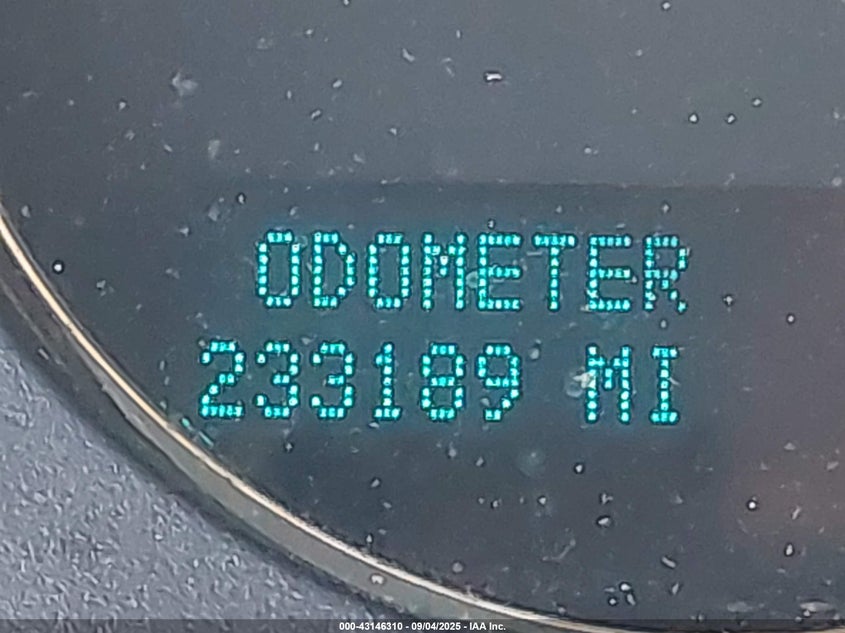 ODOMETER
233189 MI
000-43146310 - 09/04/2025 - IAA Inc.